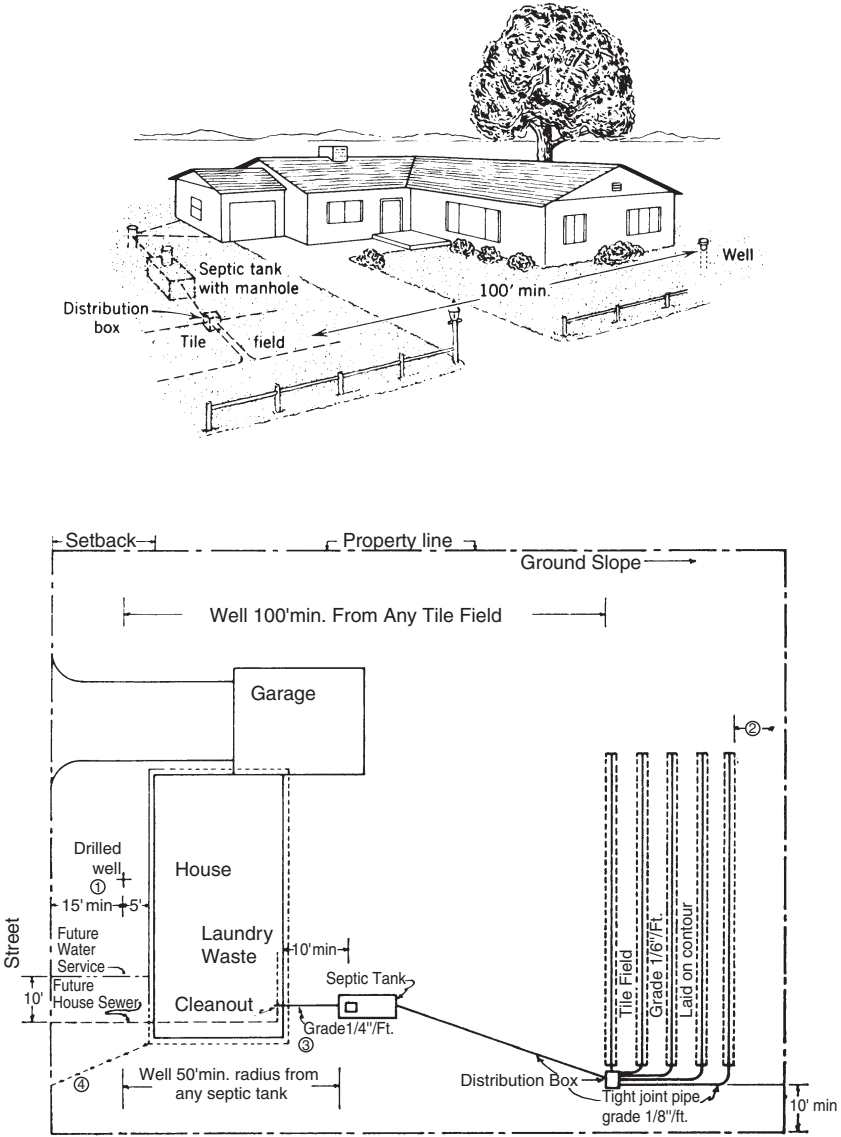 Septic tank
with manhole
Distribution
box
Tile field
100' min.
Well
Setback
Property line
Ground Slope
Well 100'min. From Any Tile Field
Garage
②
Drilled
well
①
15' min 5'
House
Street
Future
Water
Service
Laundry
Waste
10'min
Septic Tank
10'
Future
House Sewer
Cleanout
Grade1/4"/Ft.
③
Tile Field
Grade 1/6"/Ft.
Laid on contour
④
Well 50'min. radius from
any septic tank
Distribution Box
Tight joint pipe
grade 1/8"/ft.
10' min